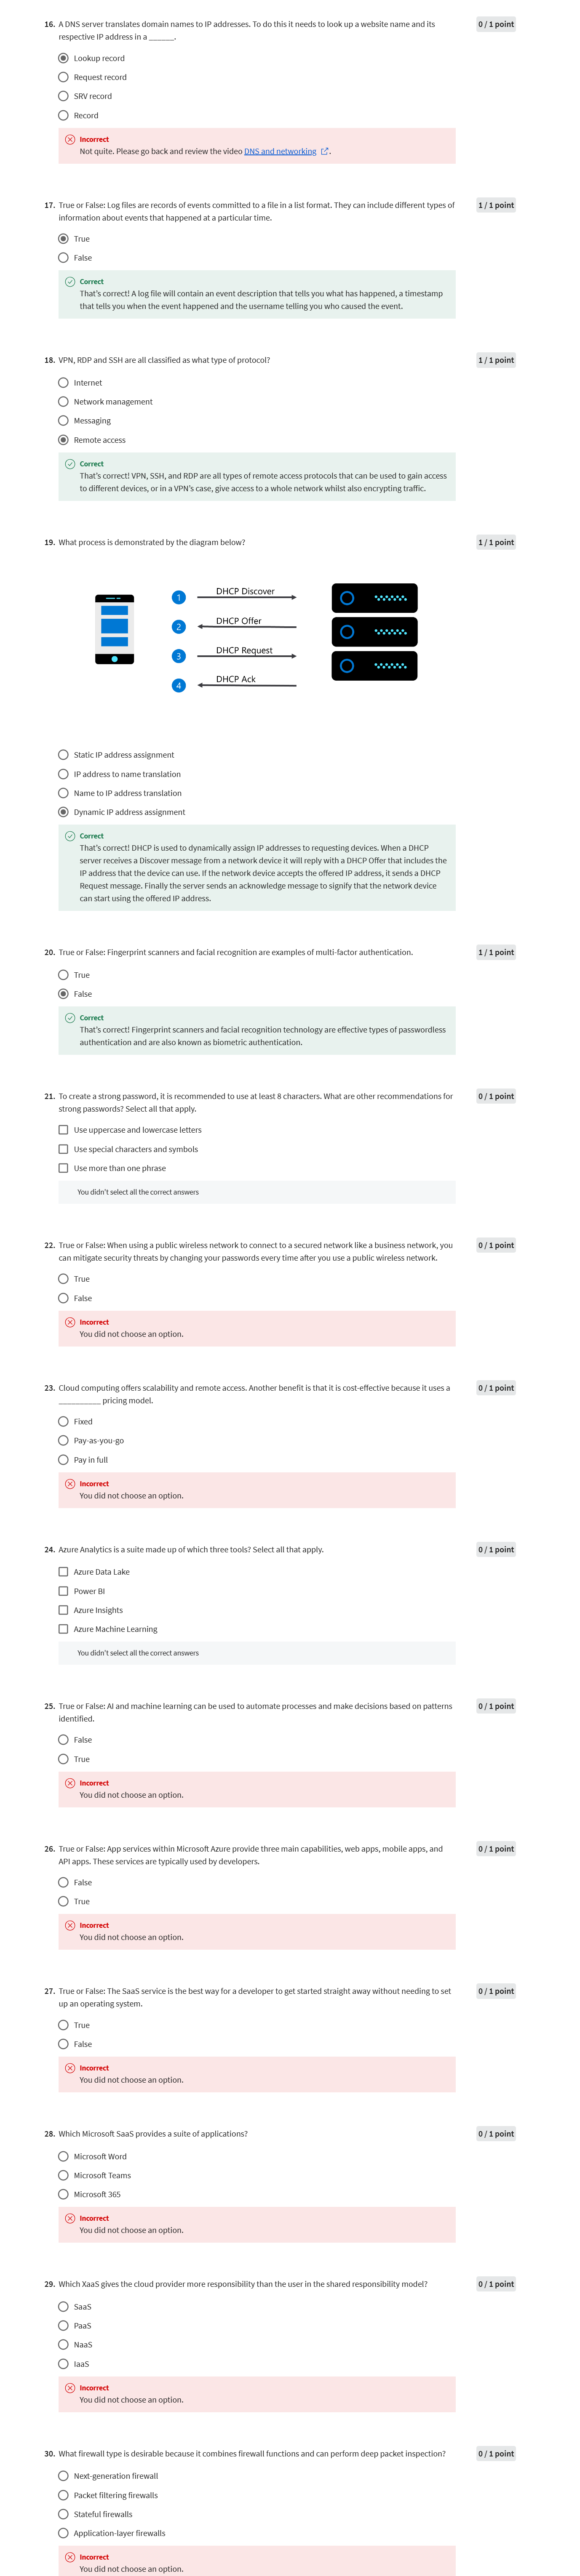 16. A DNS server translates domain names to IP addresses. To do this it needs to look up a website name and its
0 / 1 point
respective IP address in a ______.
Lookup record
Request record
SRV record
Record
Incorrect
Not quite. Please go back and review the video DNS and networking .
17. True or False: Log files are records of events committed to a file in a list format. They can include different types of
1 / 1 point
information about events that happened at a particular time.
True
False
Correct
That's correct! A log file will contain an event description that tells you what has happened, a timestamp
that tells you when the event happened and the username telling you who caused the event.
18. VPN, RDP and SSH are all classified as what type of protocol?
1 / 1 point
Internet
Network management
Messaging
Remote access
Correct
That's correct! VPN, SSH, and RDP are all types of remote access protocols that can be used to gain access
to different devices, or in a VPN's case, give access to a whole network whilst also encrypting traffic.
19. What process is demonstrated by the diagram below?
1 / 1 point
1 DHCP Discover
2 DHCP Offer
3 DHCP Request
4 DHCP Ack
Static IP address assignment
IP address to name translation
Name to IP address translation
Dynamic IP address assignment
Correct
That's correct! DHCP is used to dynamically assign IP addresses to requesting devices. When a DHCP
server receives a Discover message from a network device it will reply with a DHCP Offer that includes the
IP address that the device can use. If the network device accepts the offered IP address, it sends a DHCP
Request message. Finally the server sends an acknowledge message to signify that the network device
can start using the offered IP address.
20. True or False: Fingerprint scanners and facial recognition are examples of multi-factor authentication.
1 / 1 point
True
False
Correct
That's correct! Fingerprint scanners and facial recognition technology are effective types of passwordless
authentication and are also known as biometric authentication.
21. To create a strong password, it is recommended to use at least 8 characters. What are other recommendations for
0 / 1 point
strong passwords? Select all that apply.
Use uppercase and lowercase letters
Use special characters and symbols
Use more than one phrase
You didn't select all the correct answers
22. True or False: When using a public wireless network to connect to a secured network like a business network, you
0 / 1 point
can mitigate security threats by changing your passwords every time after you use a public wireless network.
True
False
Incorrect
You did not choose an option.
23. Cloud computing offers scalability and remote access. Another benefit is that it is cost-effective because it uses a
0 / 1 point
__________ pricing model.
Fixed
Pay-as-you-go
Pay in full
Incorrect
You did not choose an option.
24. Azure Analytics is a suite made up of which three tools? Select all that apply.
0 / 1 point
Azure Data Lake
Power BI
Azure Insights
Azure Machine Learning
You didn't select all the correct answers
25. True or False: AI and machine learning can be used to automate processes and make decisions based on patterns
0 / 1 point
identified.
False
True
Incorrect
You did not choose an option.
26. True or False: App services within Microsoft Azure provide three main capabilities, web apps, mobile apps, and
0 / 1 point
API apps. These services are typically used by developers.
False
True
Incorrect
You did not choose an option.
27. True or False: The SaaS service is the best way for a developer to get started straight away without needing to set
0 / 1 point
up an operating system.
True
False
Incorrect
You did not choose an option.
28. Which Microsoft SaaS provides a suite of applications?
0 / 1 point
Microsoft Word
Microsoft Teams
Microsoft 365
Incorrect
You did not choose an option.
29. Which XaaS gives the cloud provider more responsibility than the user in the shared responsibility model?
0 / 1 point
SaaS
PaaS
NaaS
IaaS
Incorrect
You did not choose an option.
30. What firewall type is desirable because it combines firewall functions and can perform deep packet inspection?
0 / 1 point
Next-generation firewall
Packet filtering firewalls
Stateful firewalls
Application-layer firewalls
Incorrect
You did not choose an option.